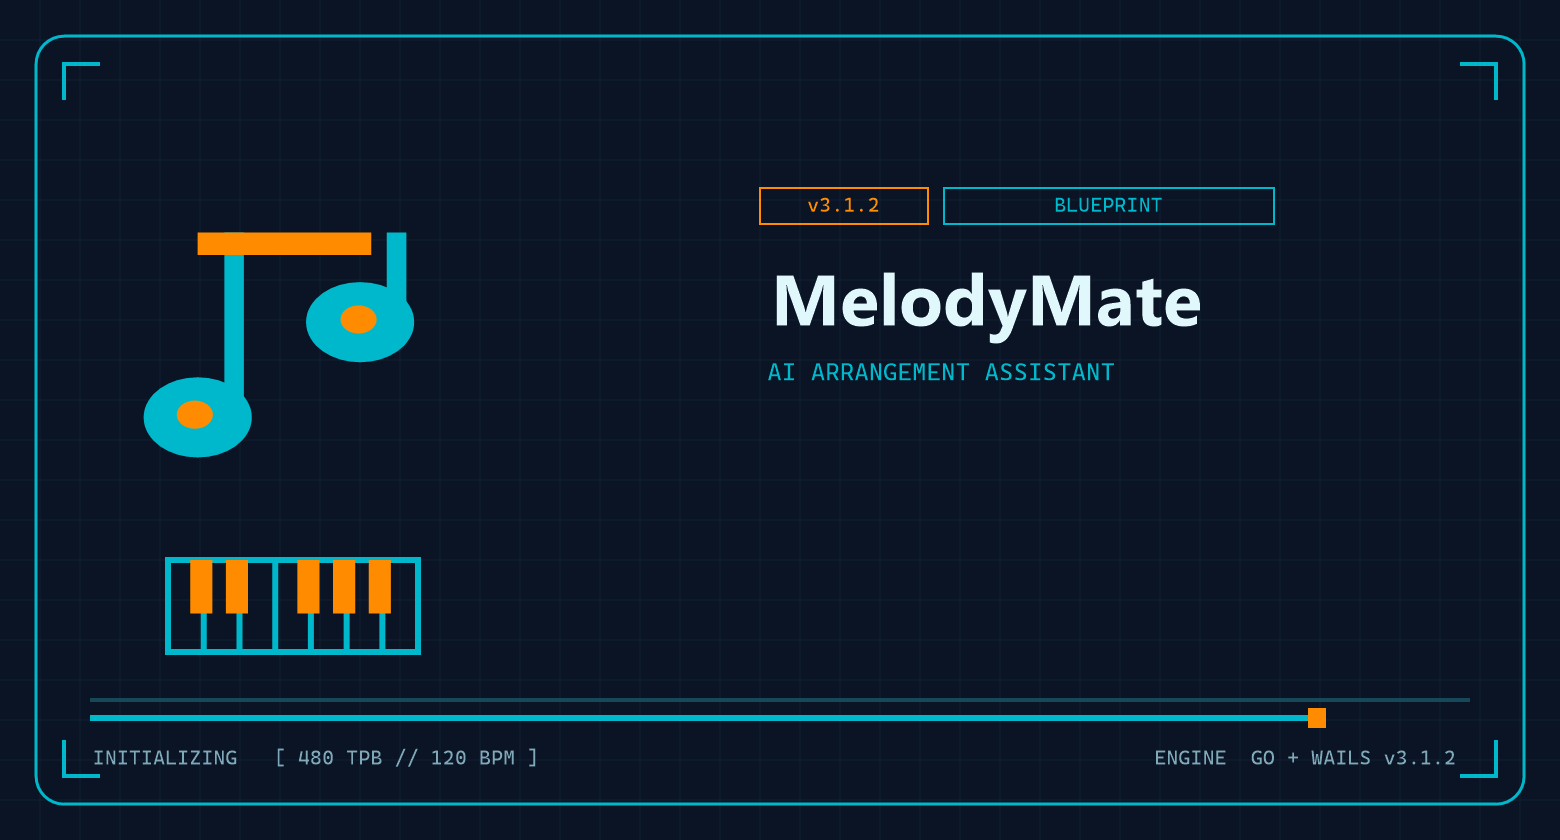 v3.1.2 BLUEPRINT
MelodyMate
AI ARRANGEMENT ASSISTANT
INITIALIZING [ 480 TPB // 120 BPM ] ENGINE GO + WAILS v3.1.2